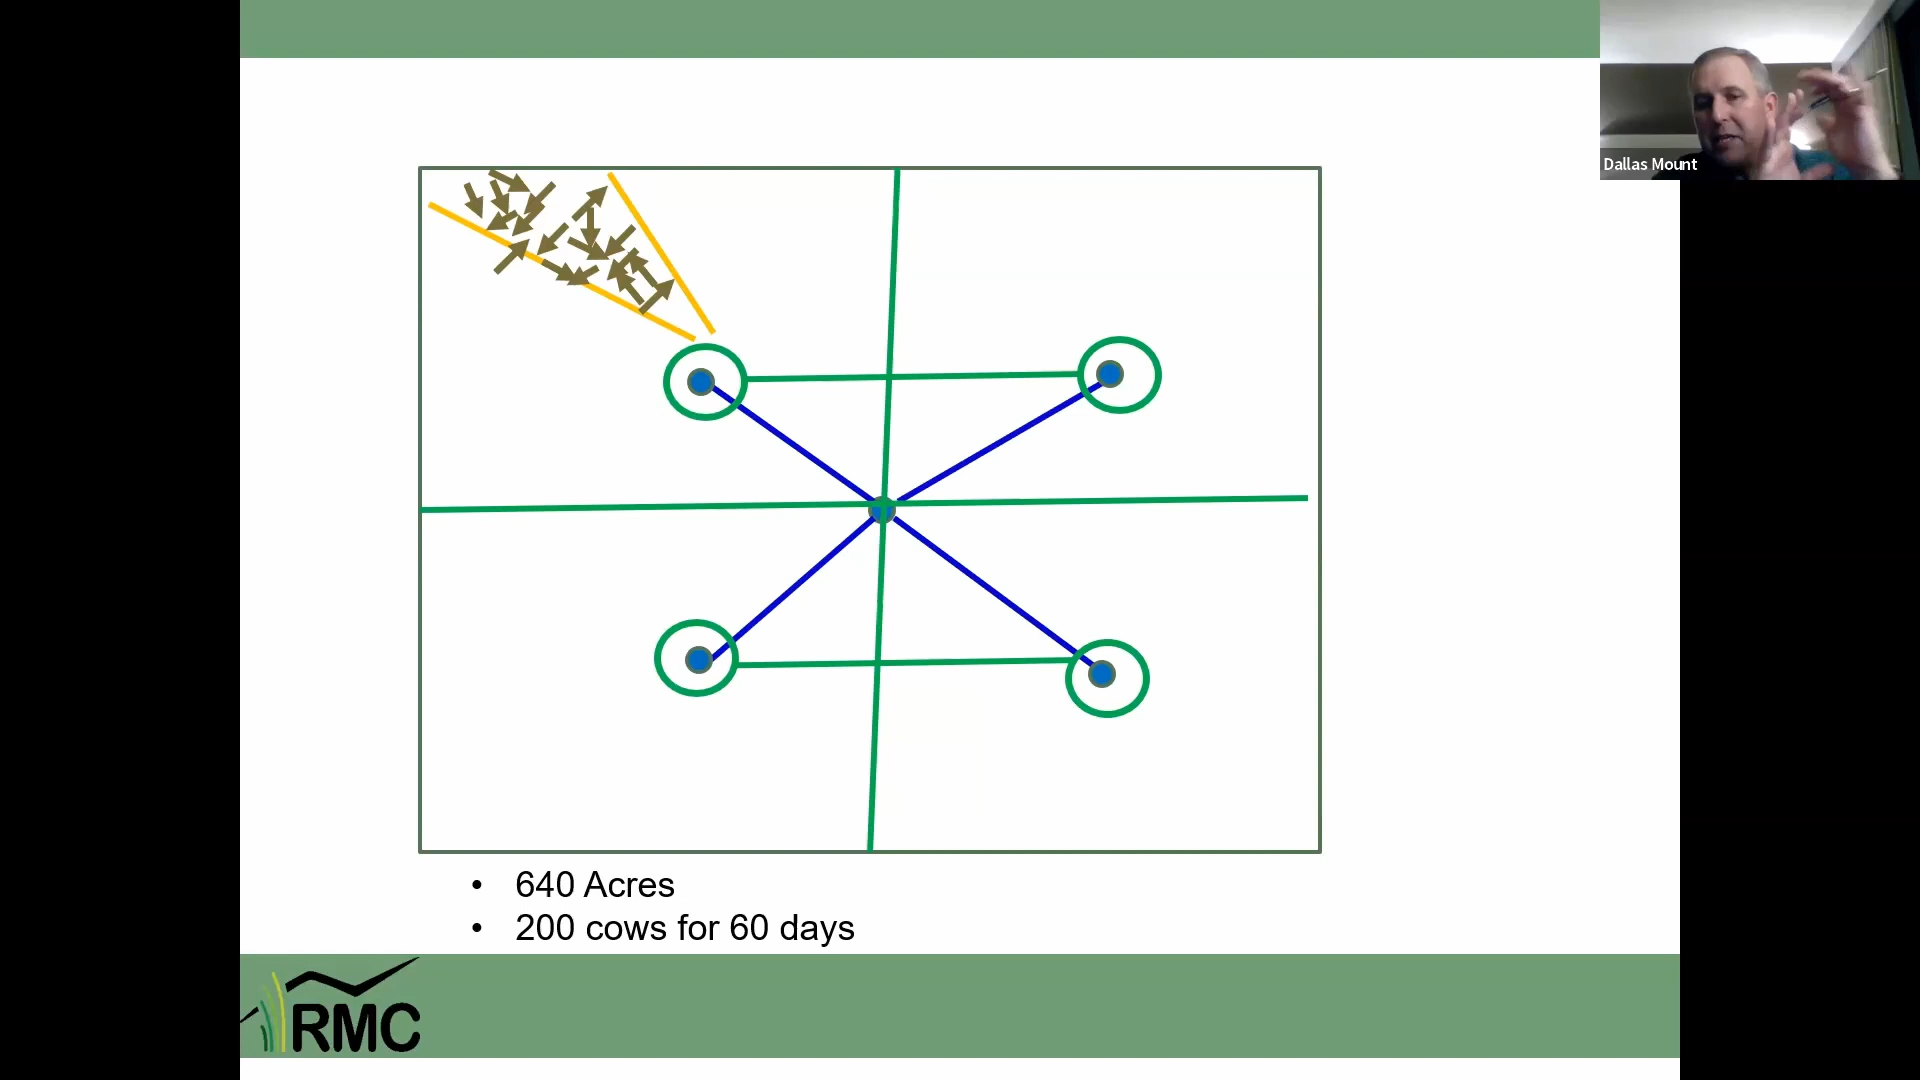 Dallas Mount
• 640 Acres
• 200 cows for 60 days
RMC